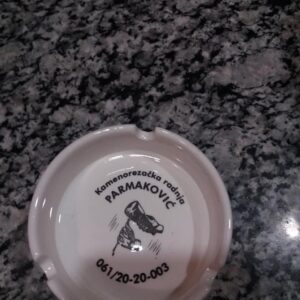 Kamenorezačka radnja
PARMAKOVIĆ
061/20-20-003